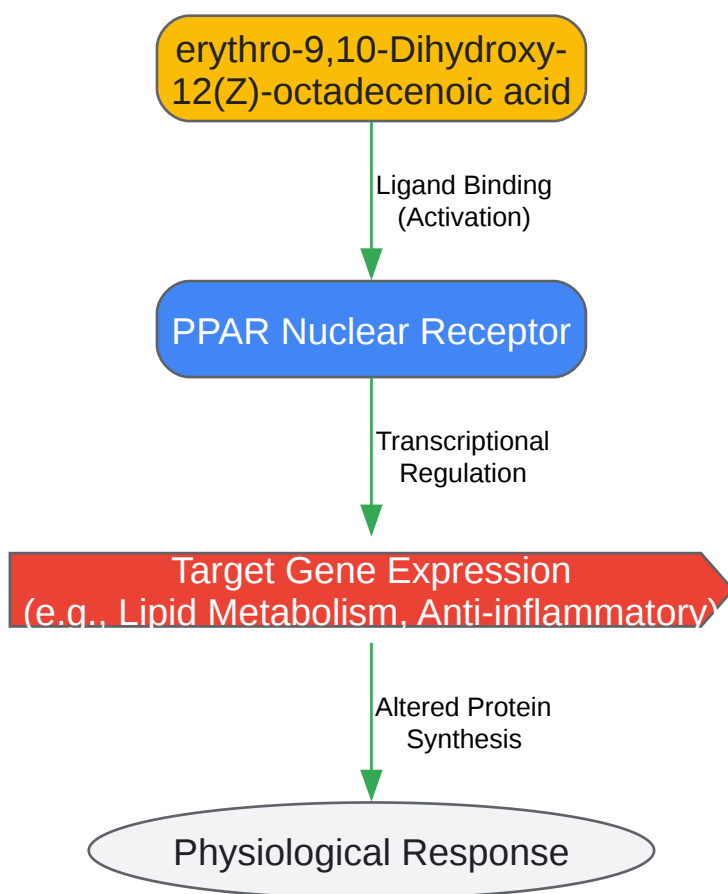 erythro-9,10-Dihydroxy-
12(Z)-octadecenoic acid
Ligand Binding
(Activation)
PPAR Nuclear Receptor
Transcriptional
Regulation
Target Gene Expression
(e.g., Lipid Metabolism, Anti-inflammatory)
Altered Protein
Synthesis
Physiological Response